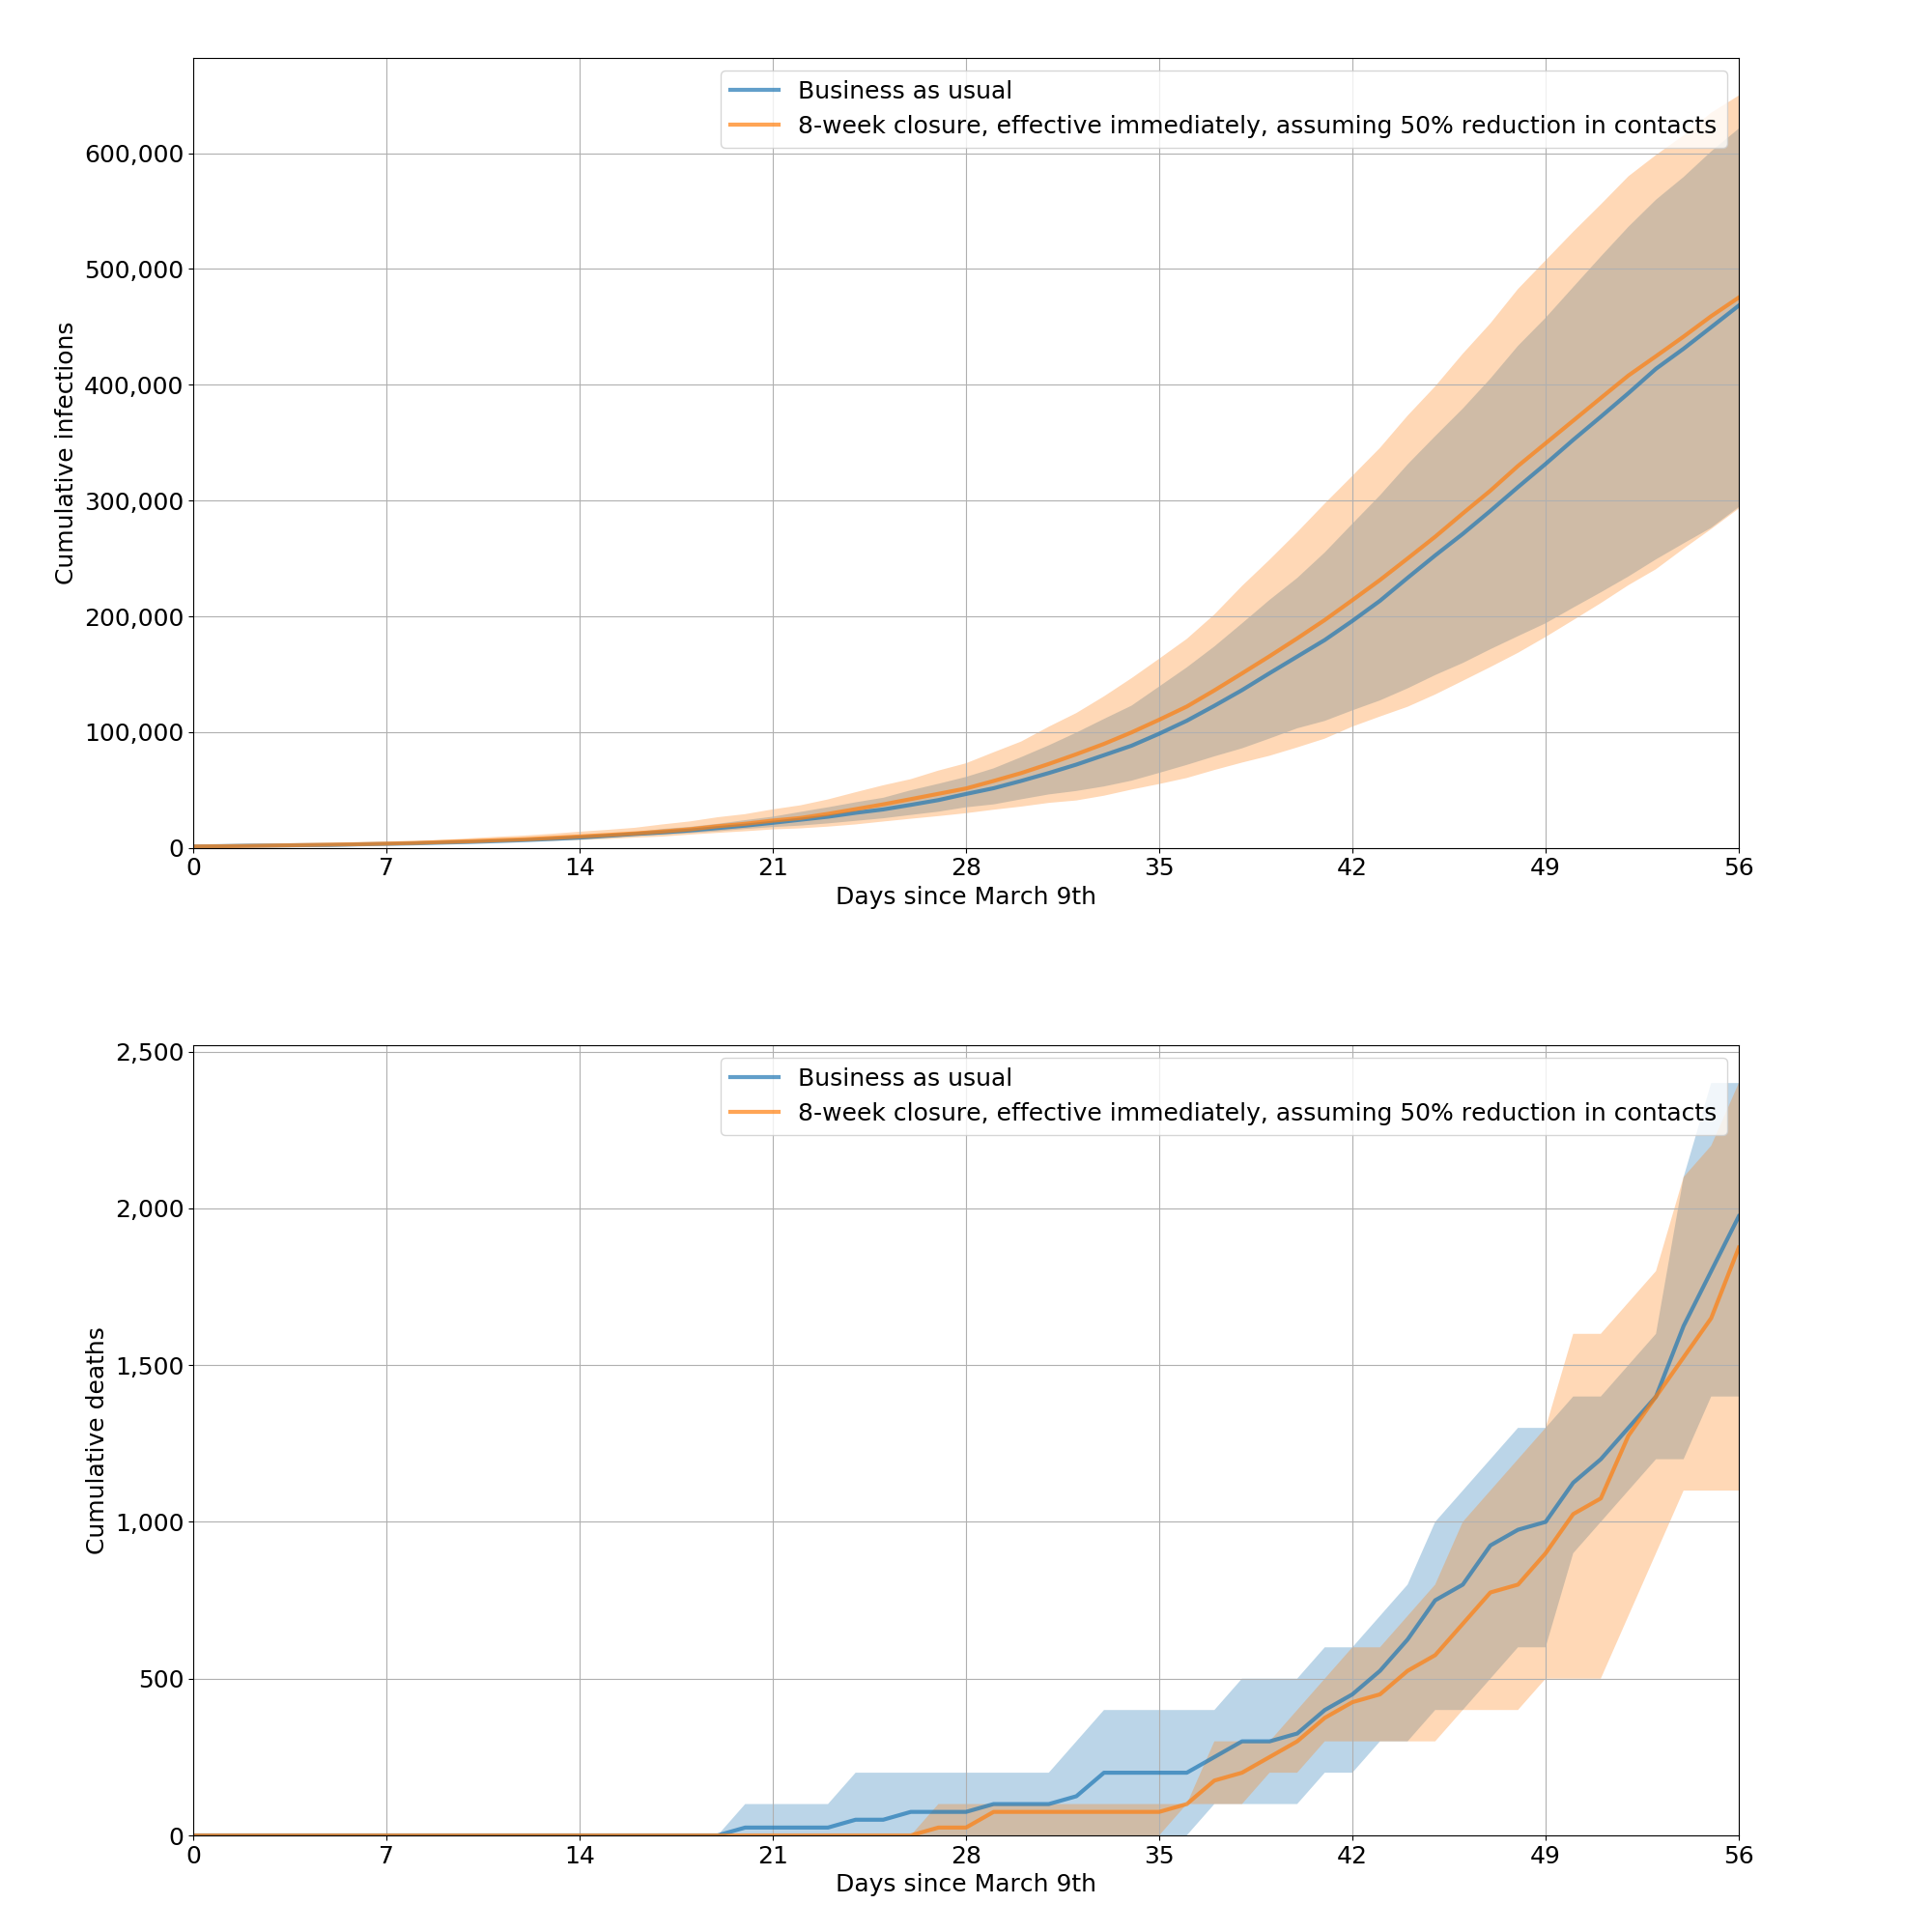 Business as usual
8-week closure, effective immediately, assuming 50% reduction in contacts
600,000
500,000
400,000
300,000
200,000
100,000
0
Cumulative infections
0 7 14 21 28 35 42 49 56
Days since March 9th
2,500
Business as usual
8-week closure, effective immediately, assuming 50% reduction in contacts
2,000
1,500
1,000
500
0
Cumulative deaths
0 7 14 21 28 35 42 49 56
Days since March 9th